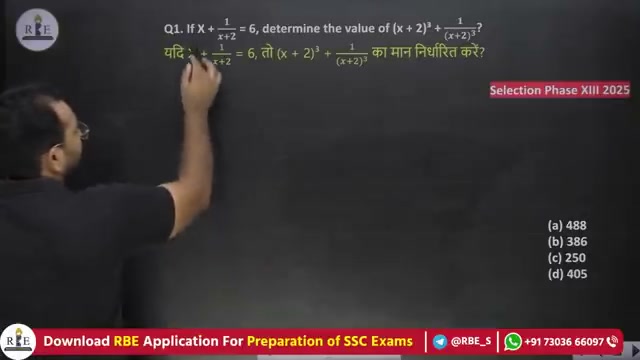 RBE
Q1. If X + 1/x+2 = 6, determine the value of (x + 2)³ + 1/(x+2)³?
यदि + 1/x+2 = 6, तो (x + 2)³ + 1/(x+2)³ का मान निर्धारित करें?
Selection Phase XIII 2025
(a) 488
(b) 386
(c) 250
(d) 405
RBE
Download RBE Application For Preparation of SSC Exams
@RBE_S
+91 73036 66097